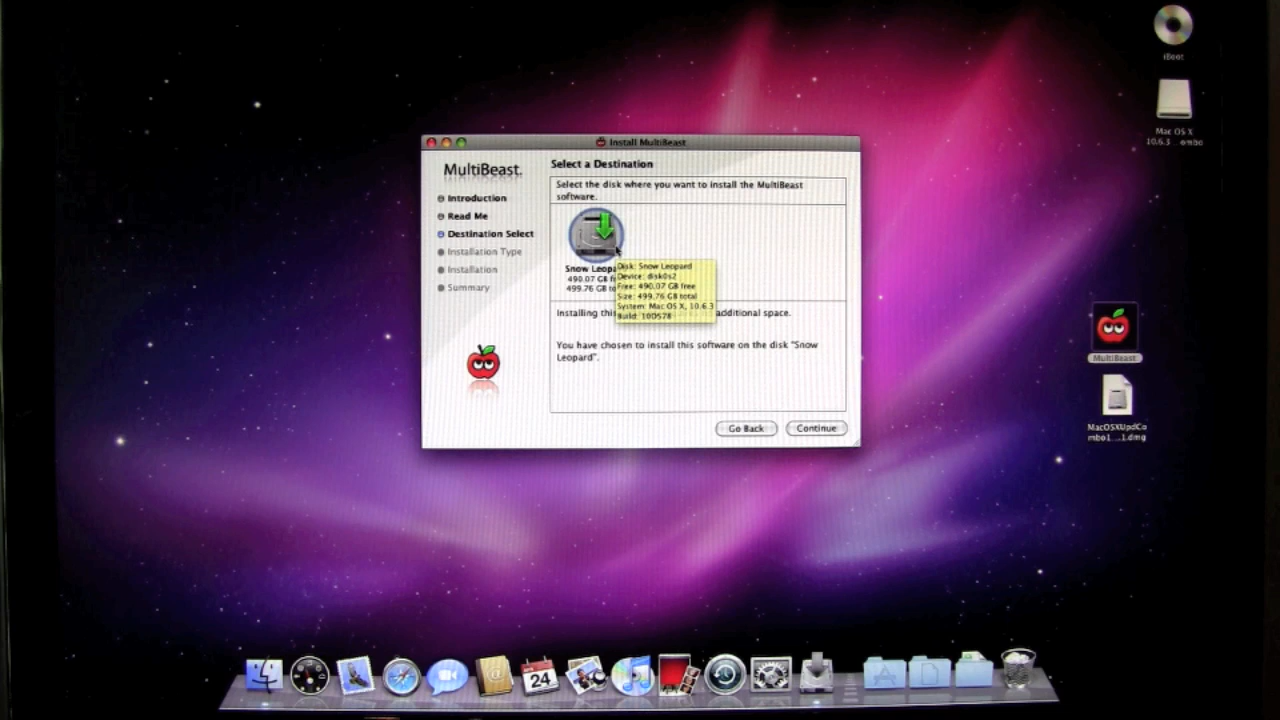 iBoot
Mac OS X
10.6.3 ...ombo
Install MultiBeast
MultiBeast.
Select a Destination
Introduction
Read Me
Destination Select
Installation Type
Installation
Summary
Select the disk where you want to install the MultiBeast
software.
Snow Leop
490.07 GB fr
499.76 GB to
Disk: Snow Leopard
Device: disk0s2
Free: 490.07 GB free
Size: 499.76 GB total
System: Mac OS X, 10.6.3
Build: 10D578
Installing this
additional space.
You have chosen to install this software on the disk "Snow
Leopard".
Go Back
Continue
MultiBeast
MacOSXUpdCo
mbo1...1.dmg
24